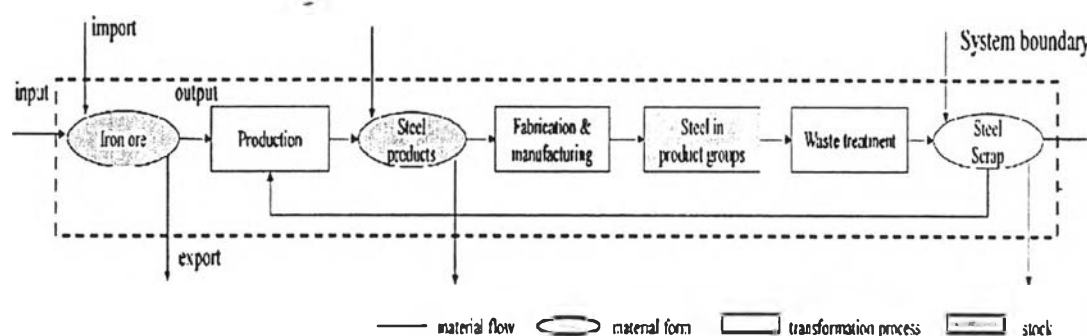 import
System boundary
input
output
Iron ore
Production
Steel
products
Fabrication &
manufacturing
Steel in
product groups
Waste treatment
Steel
Scrap
export
material flow
material form
transformation process
stock